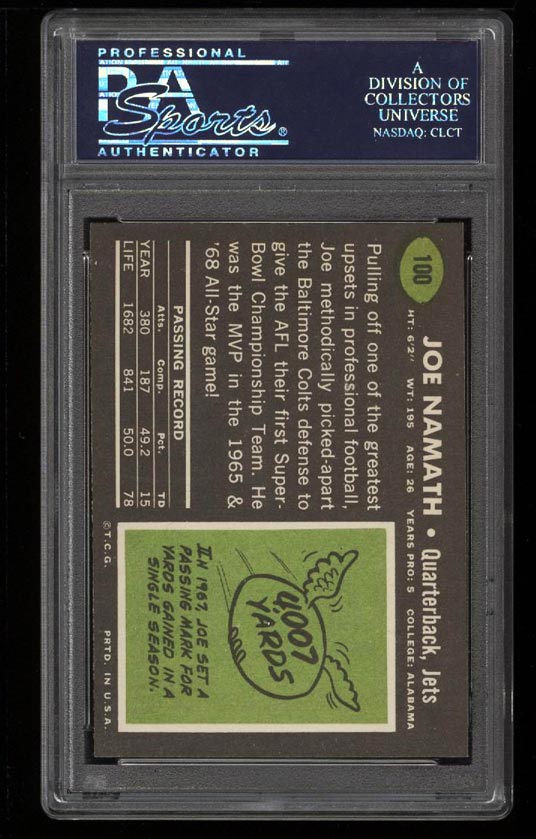 PROFESSIONAL
PSA
Sports®
AUTHENTICATOR
A
DIVISION OF
COLLECTORS
UNIVERSE
NASDAQ: CLCT
100
JOE NAMATH • Quarterback, Jets
HT: 6'2" WT: 195 AGE: 26 YEARS PRO: 5 COLLEGE: ALABAMA
Pulling off one of the greatest
upsets in professional football,
Joe methodically picked-apart
the Baltimore Colts defense to
give the AFL their first Super-
Bowl Championship Team. He
was the MVP in the 1965 &
'68 All-Star game!
PASSING RECORD
Atts. Comp. Pct. TD
YEAR 380 187 49.2 15
LIFE 1682 841 50.0 78
4,007
YARDS
IN 1967, JOE SET A
PASSING MARK FOR
YARDS GAINED IN A
SINGLE SEASON.
© T.C.G. PRTD. IN U.S.A.